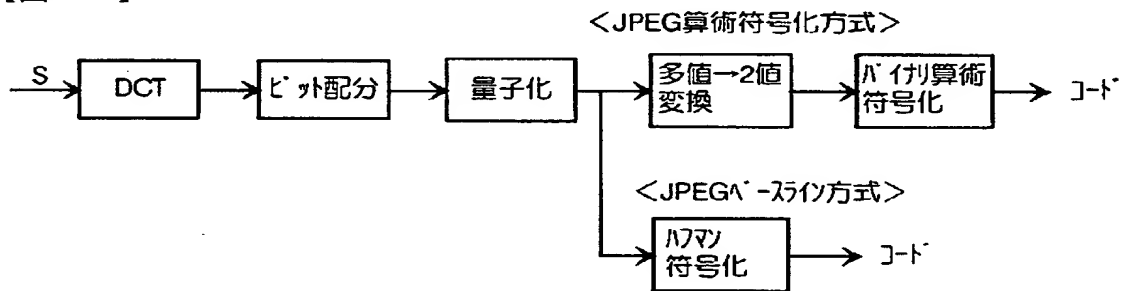 ＜JPEG算術符号化方式＞
S
DCT
ﾋﾞｯﾄ配分
量子化
多値→2値
変換
ﾊﾞｲﾅﾘ算術
符号化
ｺｰﾄﾞ
＜JPEGﾍﾞｰｽﾗｲﾝ方式＞
ﾊﾌﾏﾝ
符号化
ｺｰﾄﾞ